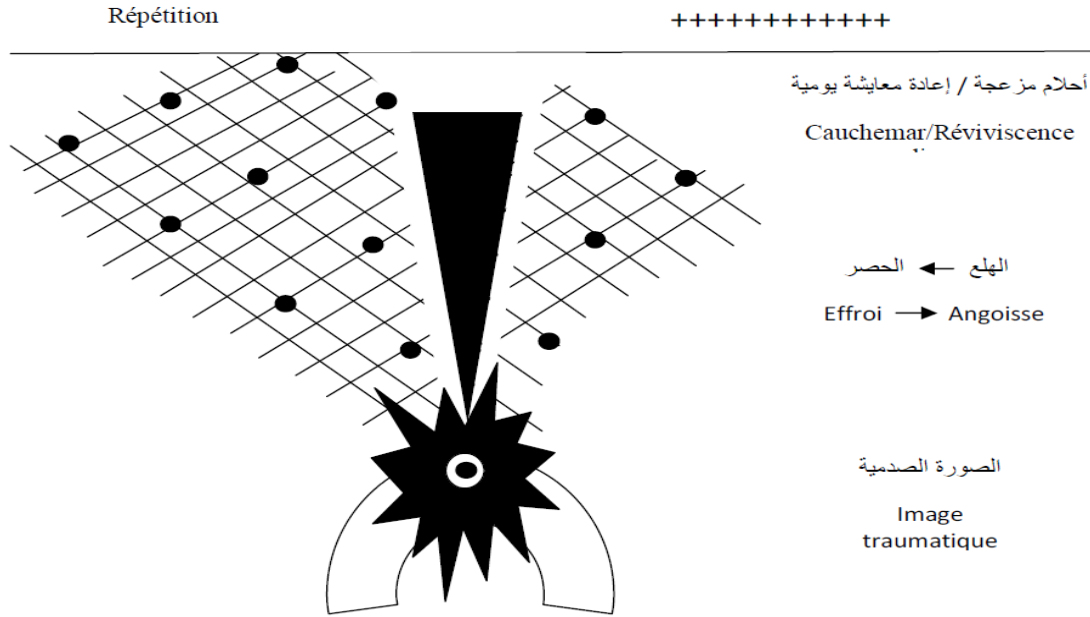 Répétition
++++++++++++
أحلام مزعجة / إعادة معايشة يومية
Cauchemar/Réviviscence
الهلع ← الحصر
Effroi → Angoisse
الصورة الصدمية
Image
traumatique